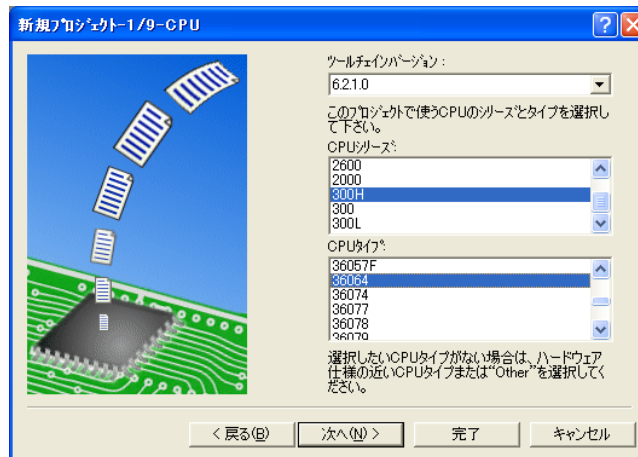 新規ﾌﾟﾛｼﾞｪｸﾄ-1/9-CPU
ﾂｰﾙﾁｪｲﾝﾊﾞｰｼﾞｮﾝ :
6.2.1.0
このﾌﾟﾛｼﾞｪｸﾄで使うCPUのｼﾘｰｽﾞとﾀｲﾌﾟを選択し
て下さい。
CPUｼﾘｰｽﾞ:
2600
2000
300H
300
300L
CPUﾀｲﾌﾟ:
36057F
36064
36074
36077
36078
36079
選択したいCPUタイプがない場合は、ハードウェア
仕様の近いCPUタイプまたは“Other”を選択してく
ださい。
< 戻る(B)
次へ(N) >
完了
キャンセル